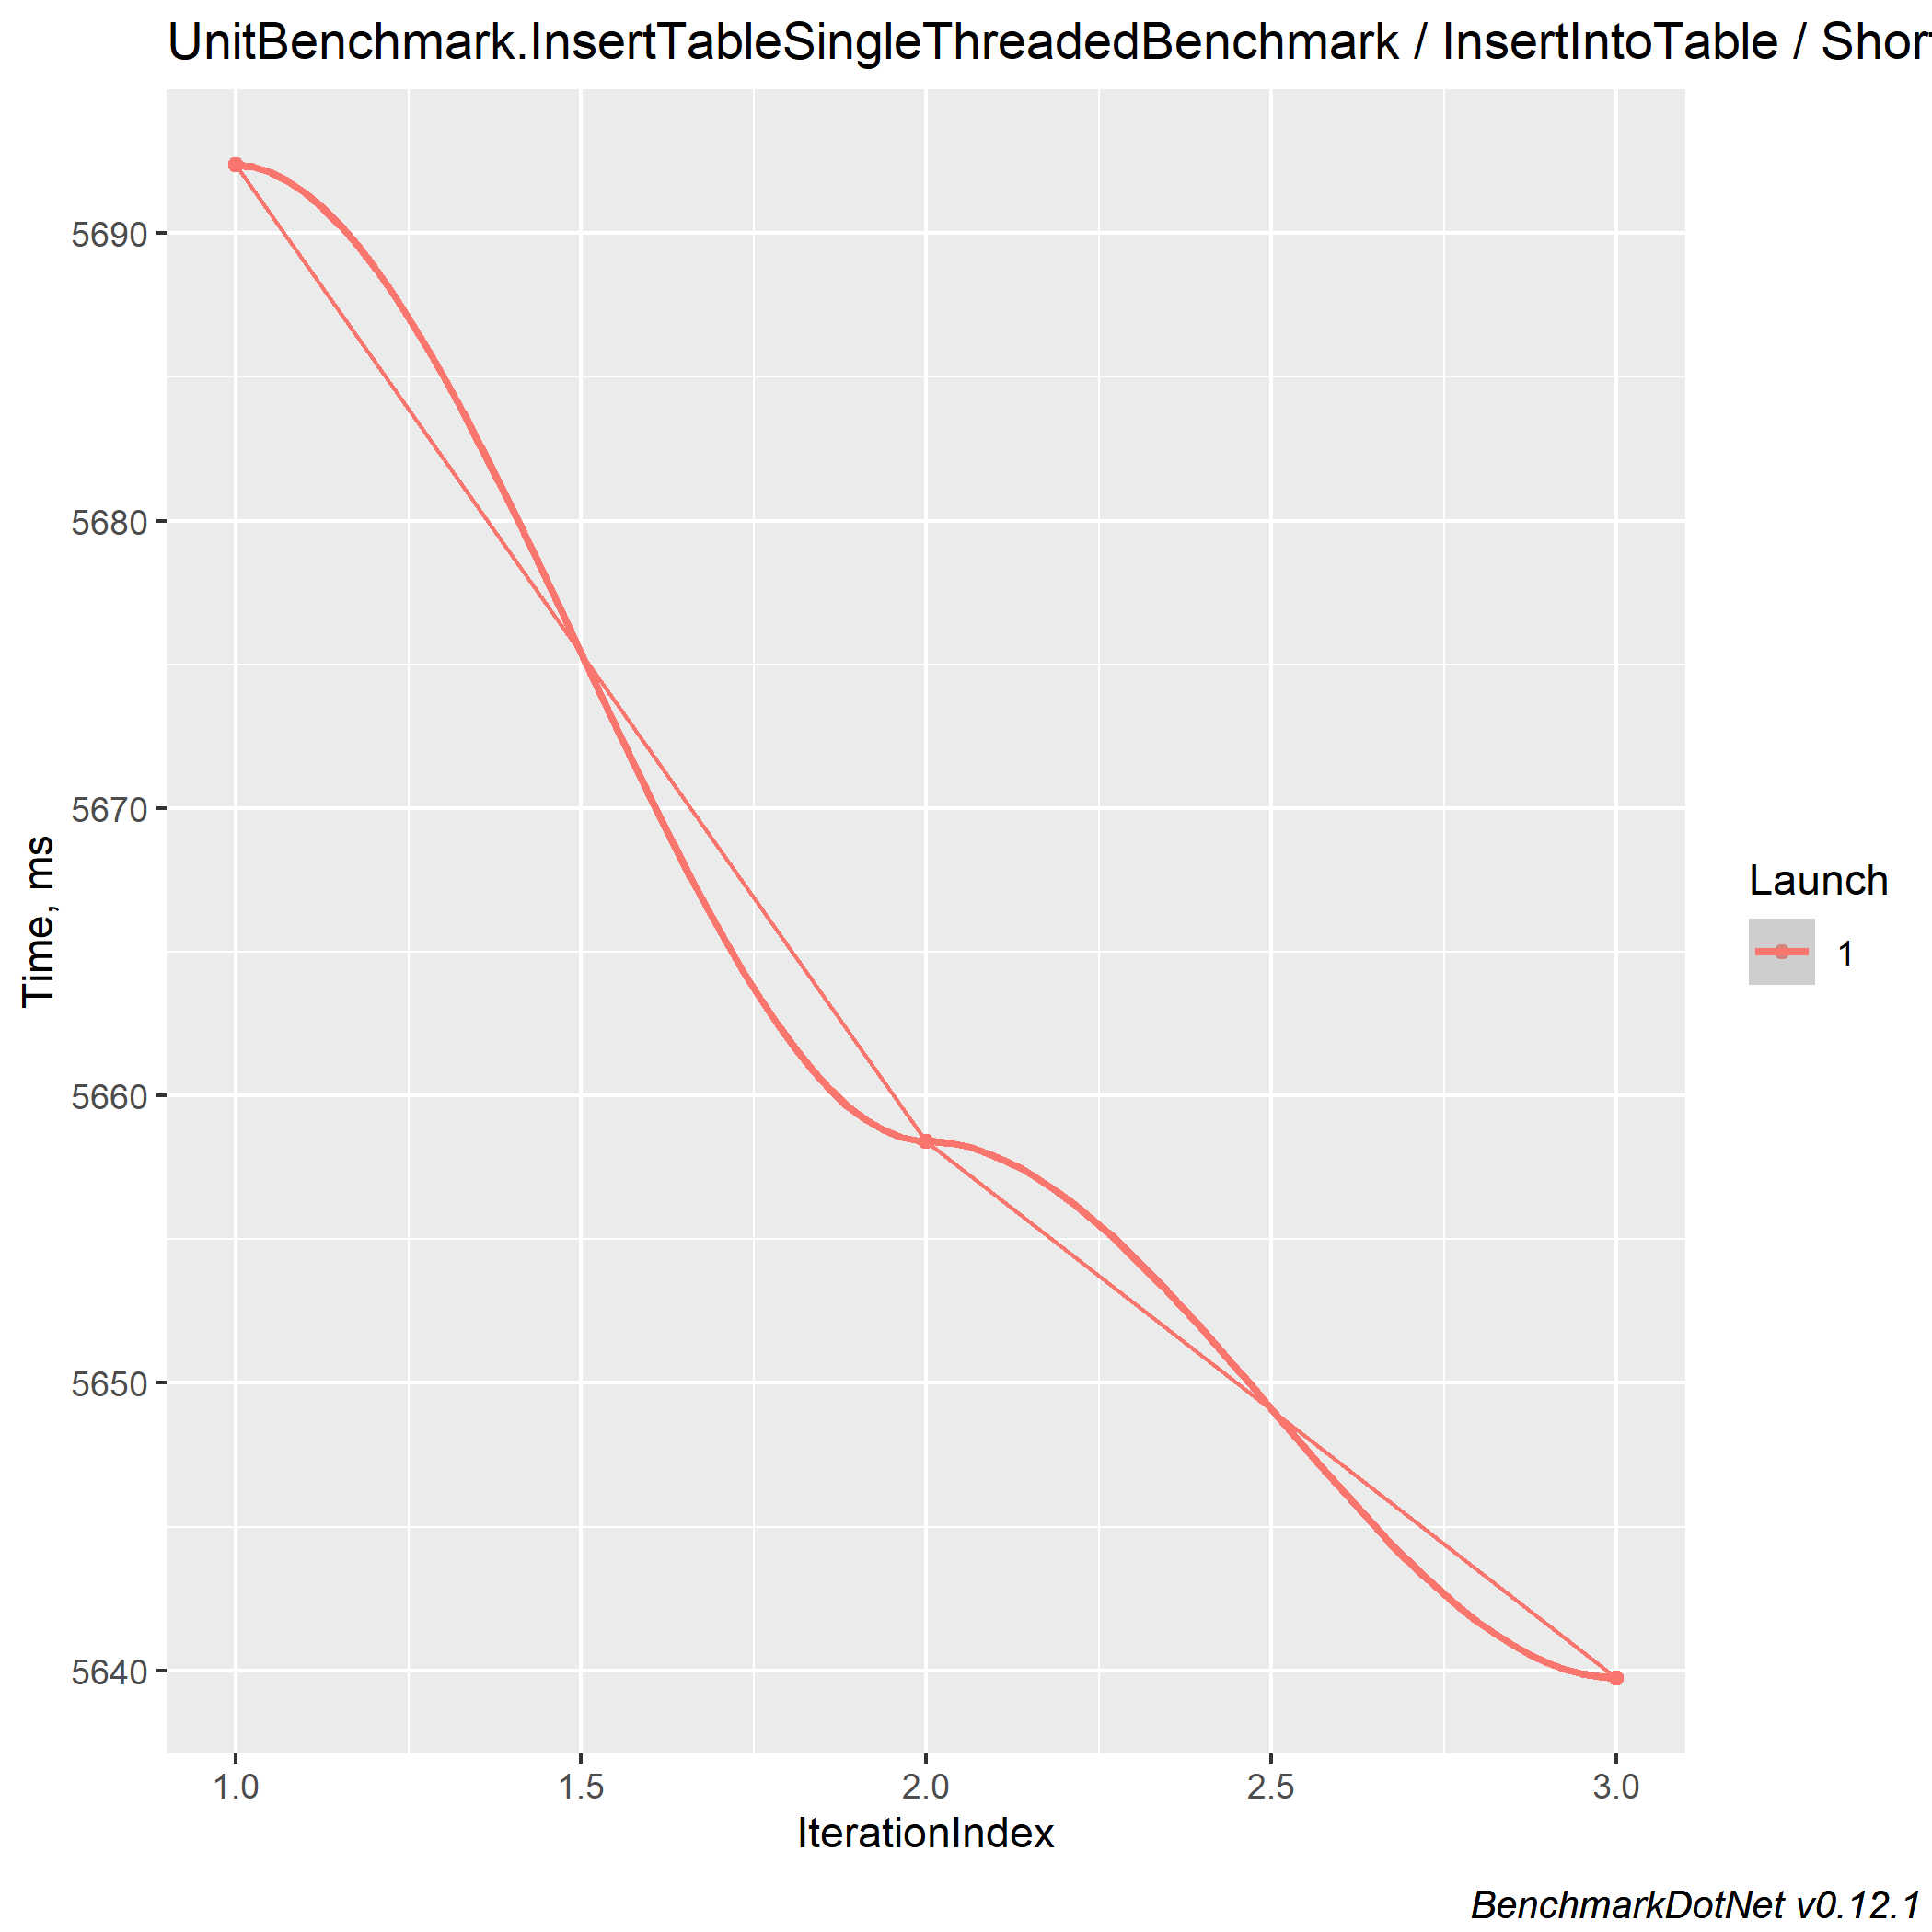 UnitBenchmark.InsertTableSingleThreadedBenchmark / InsertIntoTable / Shor
5690
5680
5670
5660
5650
5640
Time, ms
1.0 1.5 2.0 2.5 3.0
IterationIndex
Launch
1
BenchmarkDotNet v0.12.1